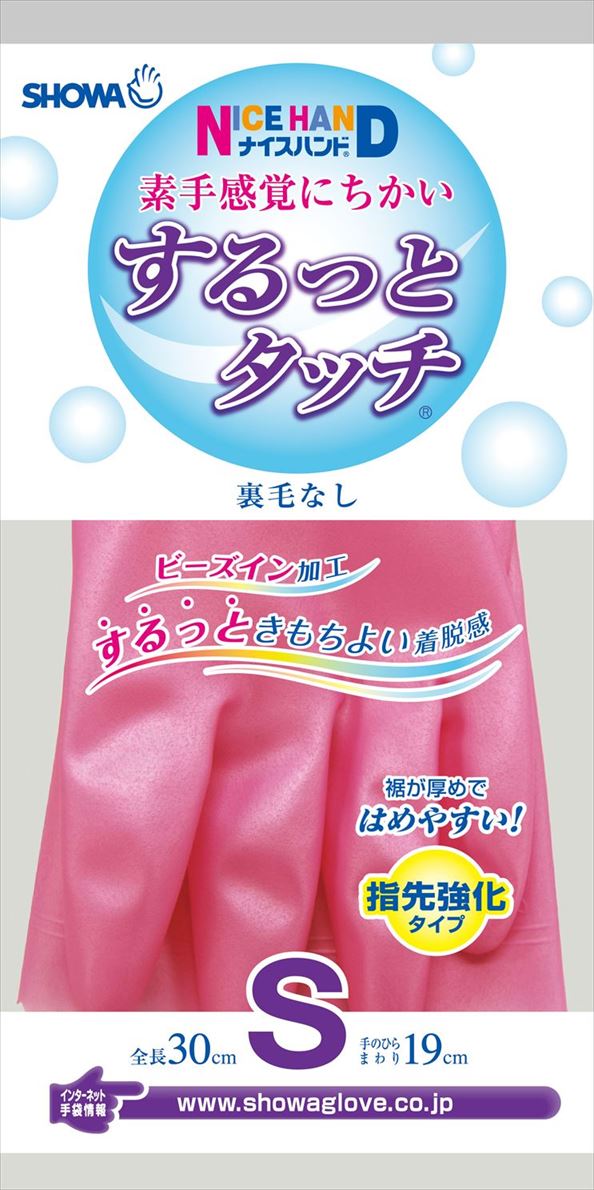 SHOWA
NICE HAND
ナイスハンド®
素手感覚にちかい
するっと
タッチ®
裏毛なし
ビーズイン加工
するっときもちよい着脱感
裾が厚めで
はめやすい!
指先強化
タイプ
S
全長30cm
手のひら
まわり19cm
インターネット
手袋情報
www.showaglove.co.jp